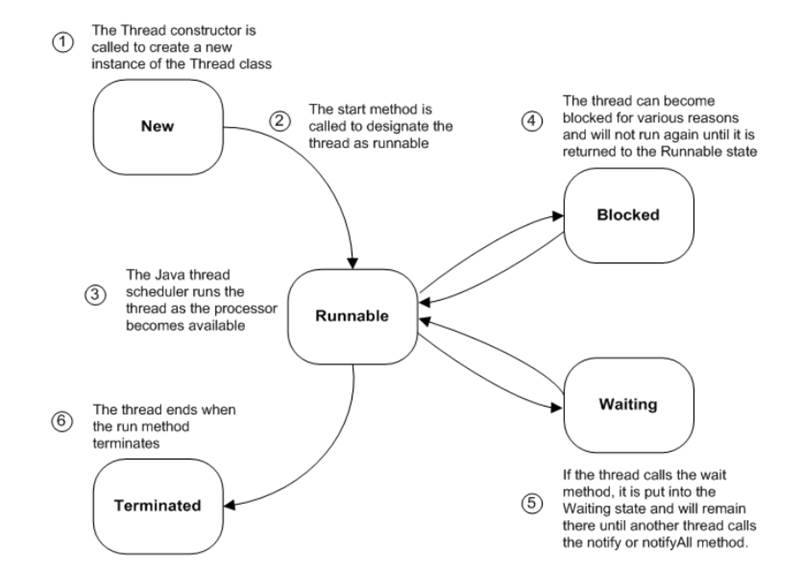 1
The Thread constructor is
called to create a new
instance of the Thread class
New
2
The start method is
called to designate the
thread as runnable
4
The thread can become
blocked for various reasons
and will not run again until it is
returned to the Runnable state
Blocked
3
The Java thread
scheduler runs the
thread as the processor
becomes available
Runnable
6
The thread ends when
the run method
terminates
Terminated
Waiting
5
If the thread calls the wait
method, it is put into the
Waiting state and will remain
there until another thread calls
the notify or notifyAll method.